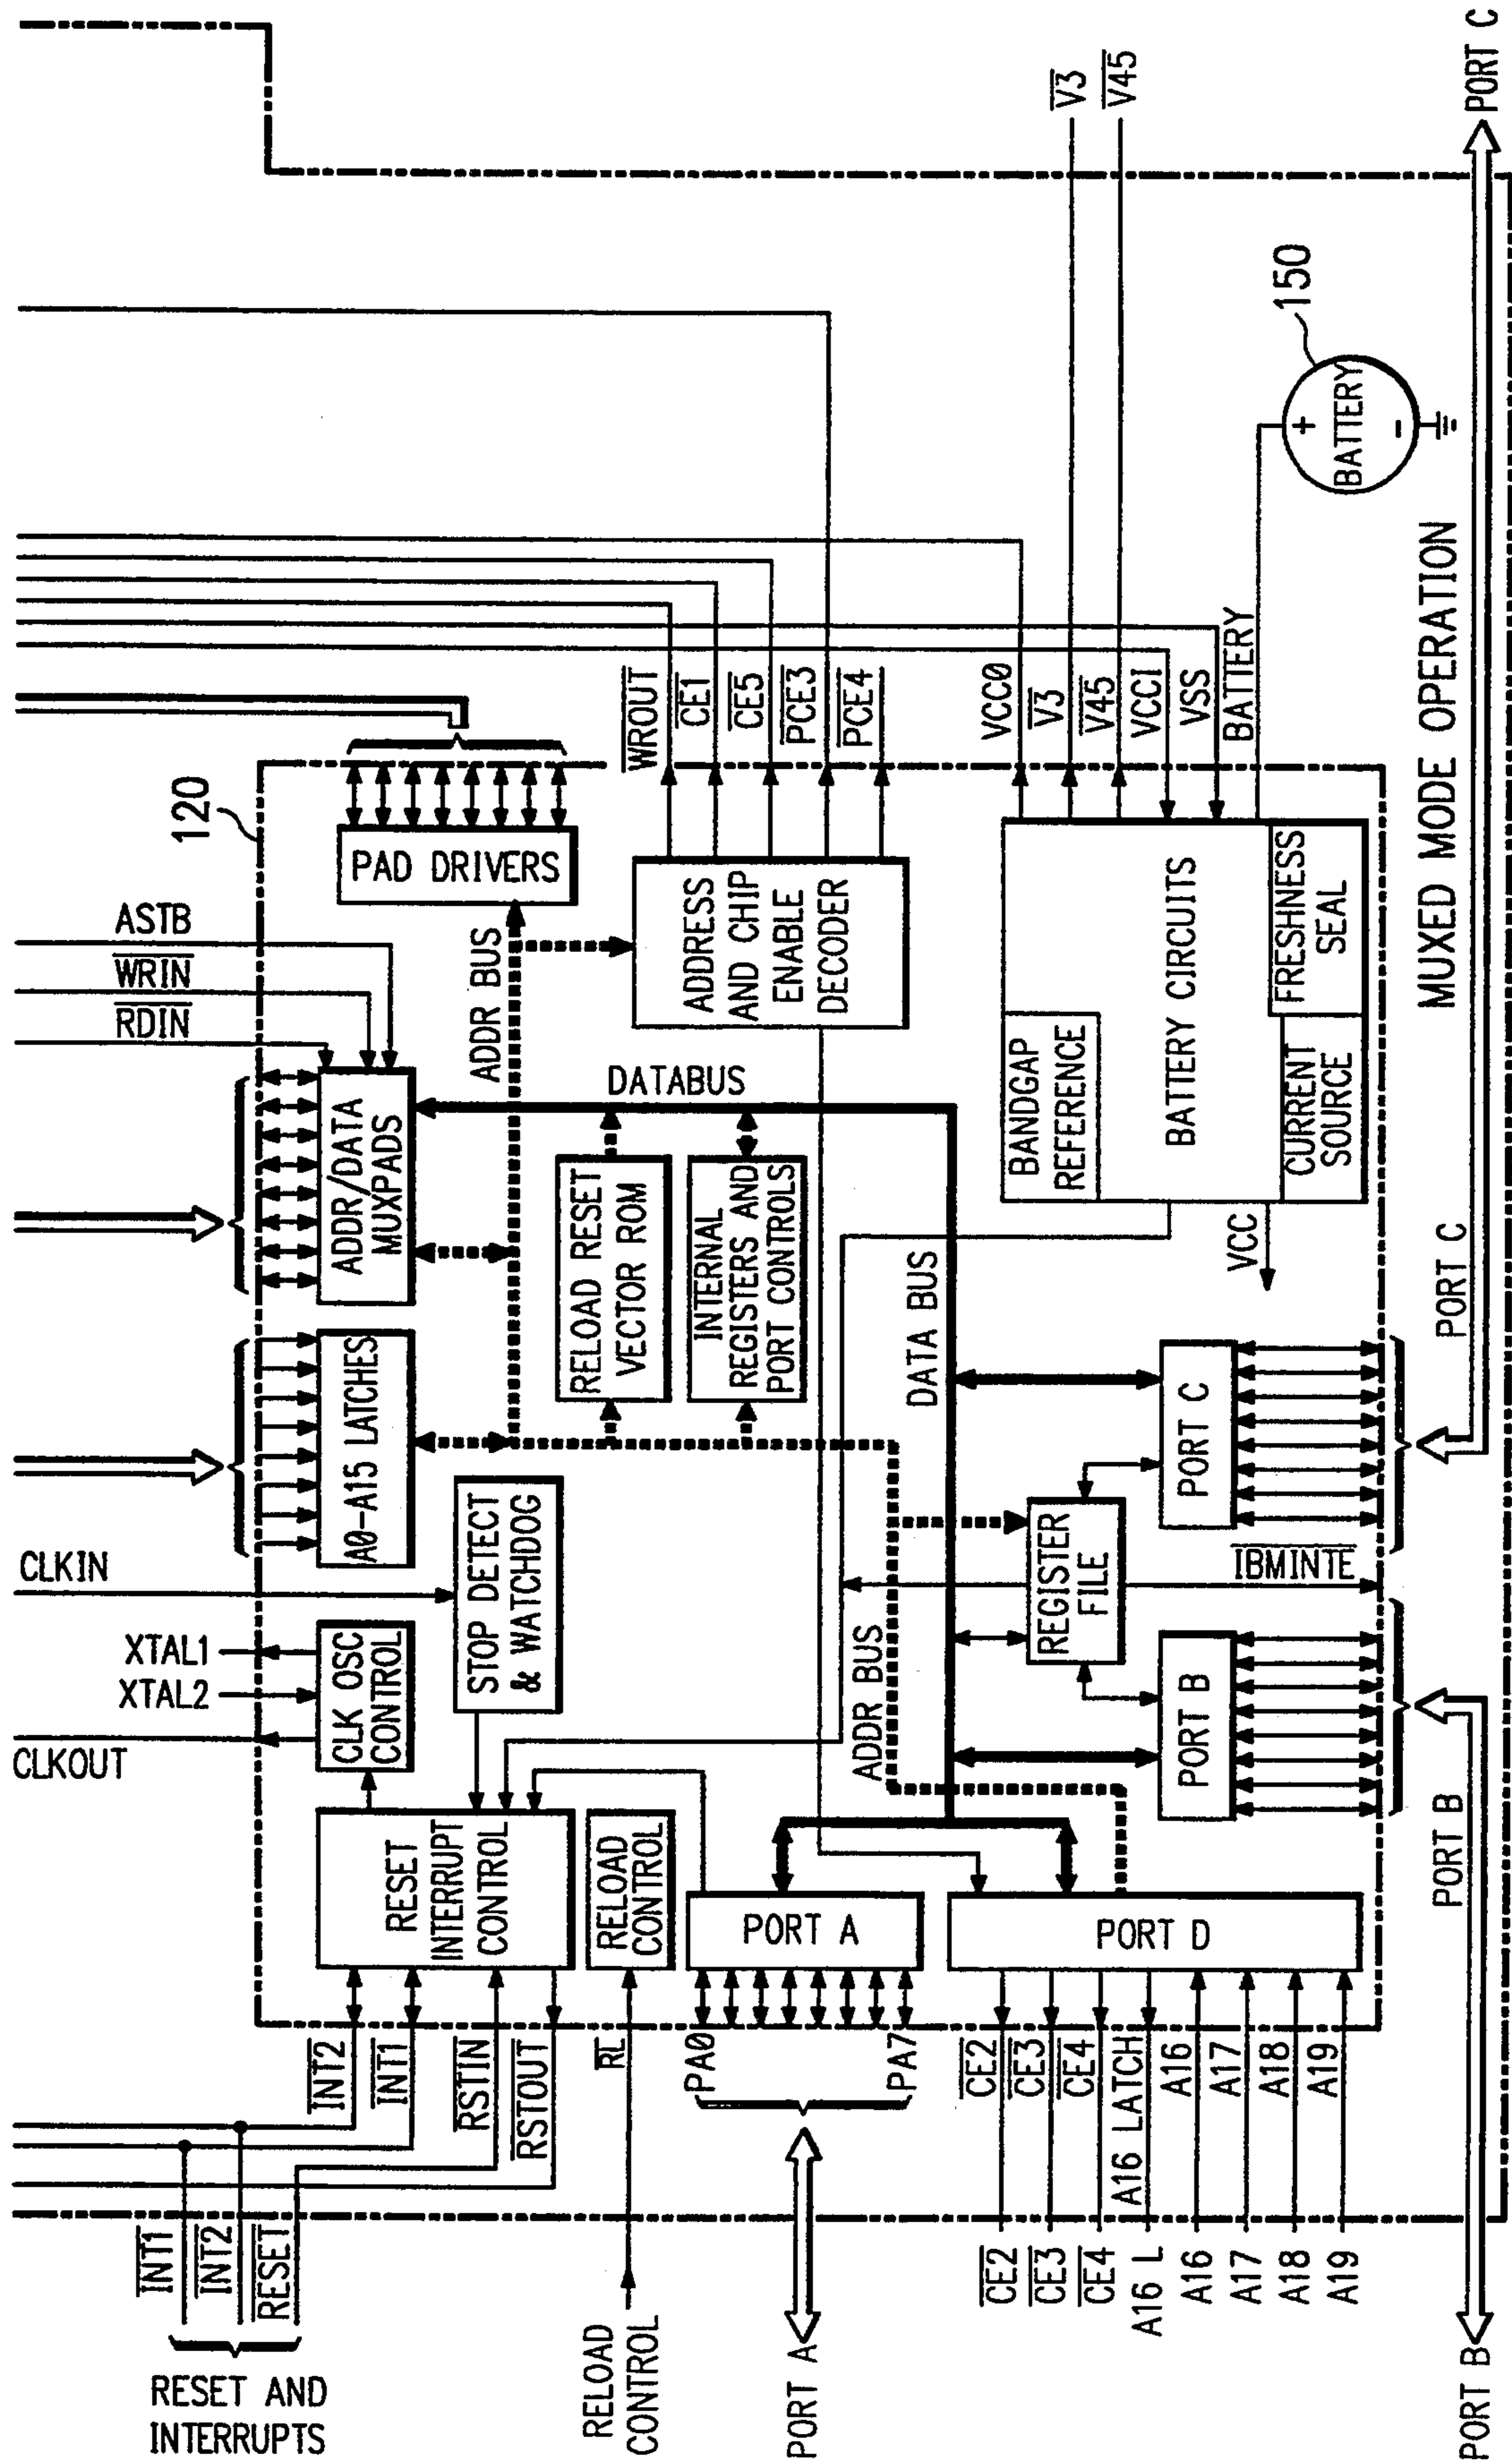 RESET AND
INTERRUPTS
INT1
INT2
RESET
RELOAD
CONTROL
PORT A
CE2
CE3
CE4
A16 L
A16
A17
A18
A19
PORT B
INT2
INT1
RSTIN
RSTOUT
RL
PA0
PA7
CE2
CE3
CE4
A16 LATCH
A16
A17
A18
A19
PORT B
CLKOUT
XTAL2
XTAL1
CLKIN
CLK OSC
CONTROL
RESET
INTERRUPT
CONTROL
RELOAD
CONTROL
PORT A
PORT D
STOP DETECT
& WATCHDOG
A0-A15 LATCHES
ADDR/DATA
MUXPADS
RDIN
WRIN
ASTB
120
PAD DRIVERS
ADDR BUS
DATABUS
RELOAD RESET
VECTOR ROM
INTERNAL
REGISTERS AND
PORT CONTROLS
ADDRESS
AND CHIP
ENABLE
DECODER
WROUT
CE1
CE5
PCE3
PCE4
ADDR BUS
DATA BUS
REGISTER
FILE
PORT B
IBMINTE
PORT C
VCC
BANDGAP
REFERENCE
BATTERY CIRCUITS
CURRENT
SOURCE
FRESHNESS
SEAL
VCC0
V3
V45
VCCI
VSS
BATTERY
V3
V45
BATTERY
+
-
150
PORT C
MUXED MODE OPERATION
PORT C